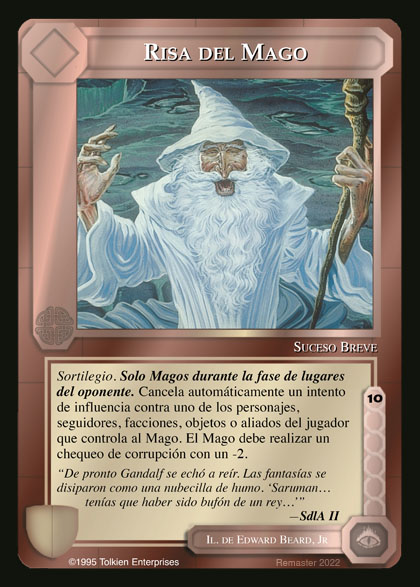 Risa del Mago
Suceso Breve
Sortilegio. Solo Magos durante la fase de lugares
del oponente. Cancela automáticamente un intento
de influencia contra uno de los personajes,
seguidores, facciones, objetos o aliados del jugador
que controla al Mago. El Mago debe realizar un
chequeo de corrupción con un -2.
“De pronto Gandalf se echó a reír. Las fantasías se
disiparon como una nubecilla de humo. ‘Saruman…
tenías que haber sido bufón de un rey…’”
—SdlA II
10
Il. de Edward Beard, Jr
©1995 Tolkien Enterprises
Remaster 2022